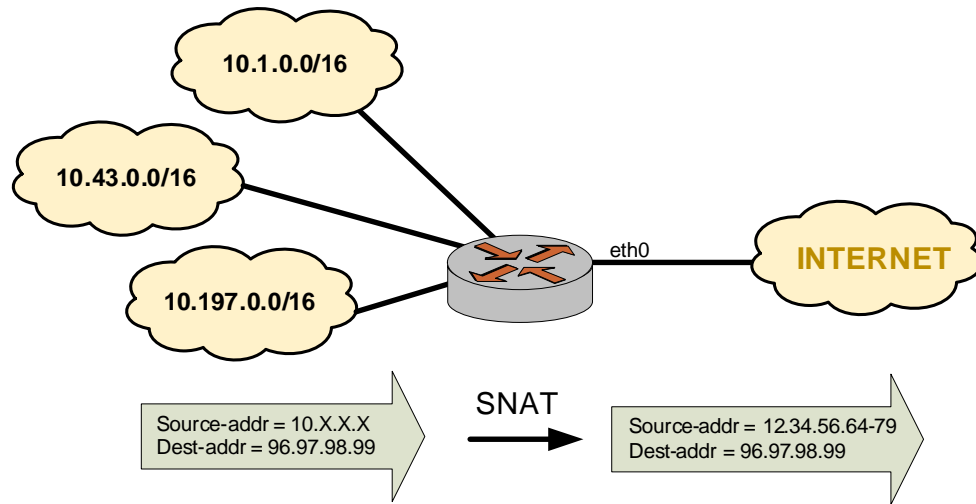 10.1.0.0/16
10.43.0.0/16
10.197.0.0/16
eth0
INTERNET
Source-addr = 10.X.X.X
Dest-addr = 96.97.98.99
SNAT
Source-addr = 12.34.56.64-79
Dest-addr = 96.97.98.99